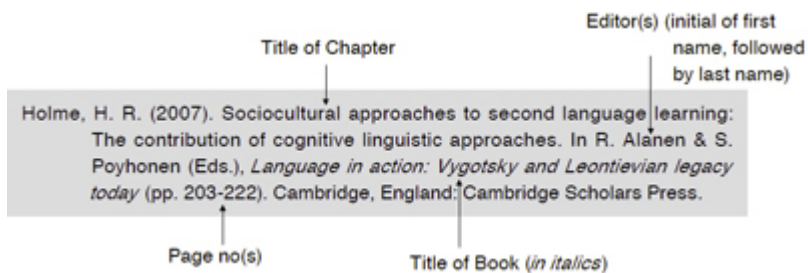 Editor(s) (initial of first
name, followed
by last name)
Title of Chapter
Holme, H. R. (2007). Sociocultural approaches to second language learning:
The contribution of cognitive linguistic approaches. In R. Alanen & S.
Poyhonen (Eds.), Language in action: Vygotsky and Leontievian legacy
today (pp. 203-222). Cambridge, England: Cambridge Scholars Press.
Page no(s)
Title of Book (in italics)